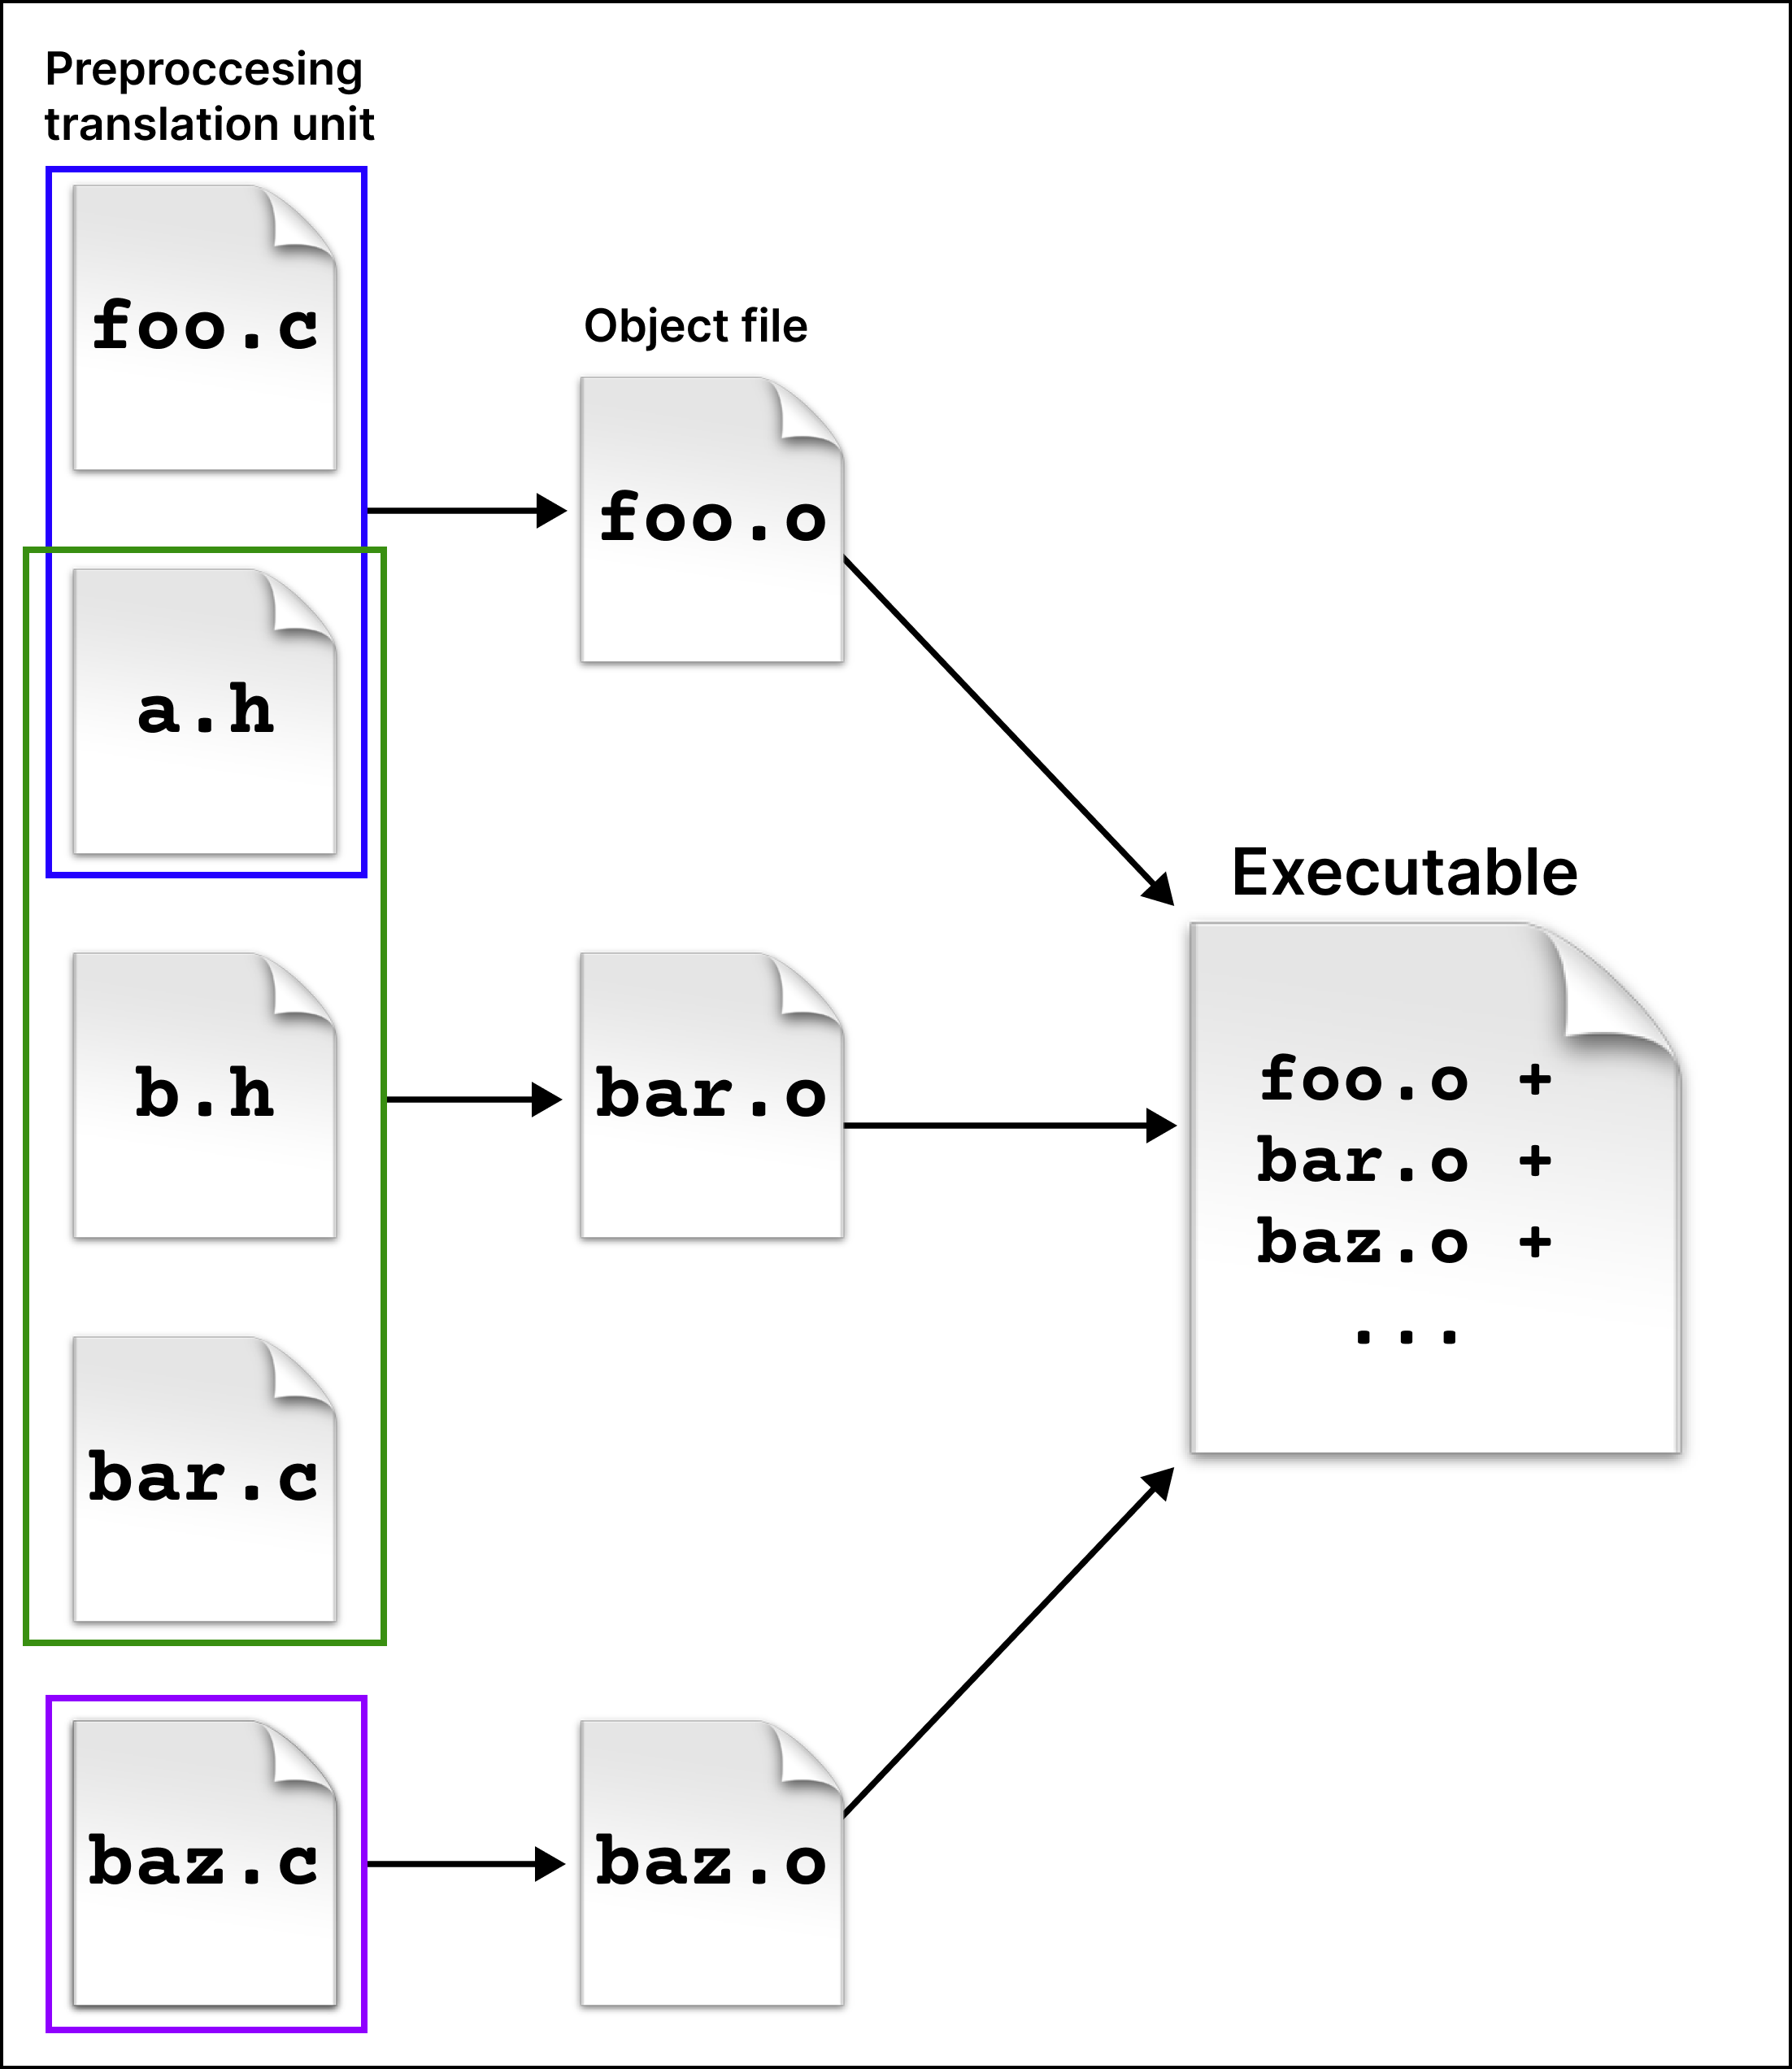 Preproccesing
translation unit
foo.c
a.h
b.h
bar.c
baz.c
Object file
foo.o
bar.o
baz.o
Executable
foo.o +
bar.o +
baz.o +
...